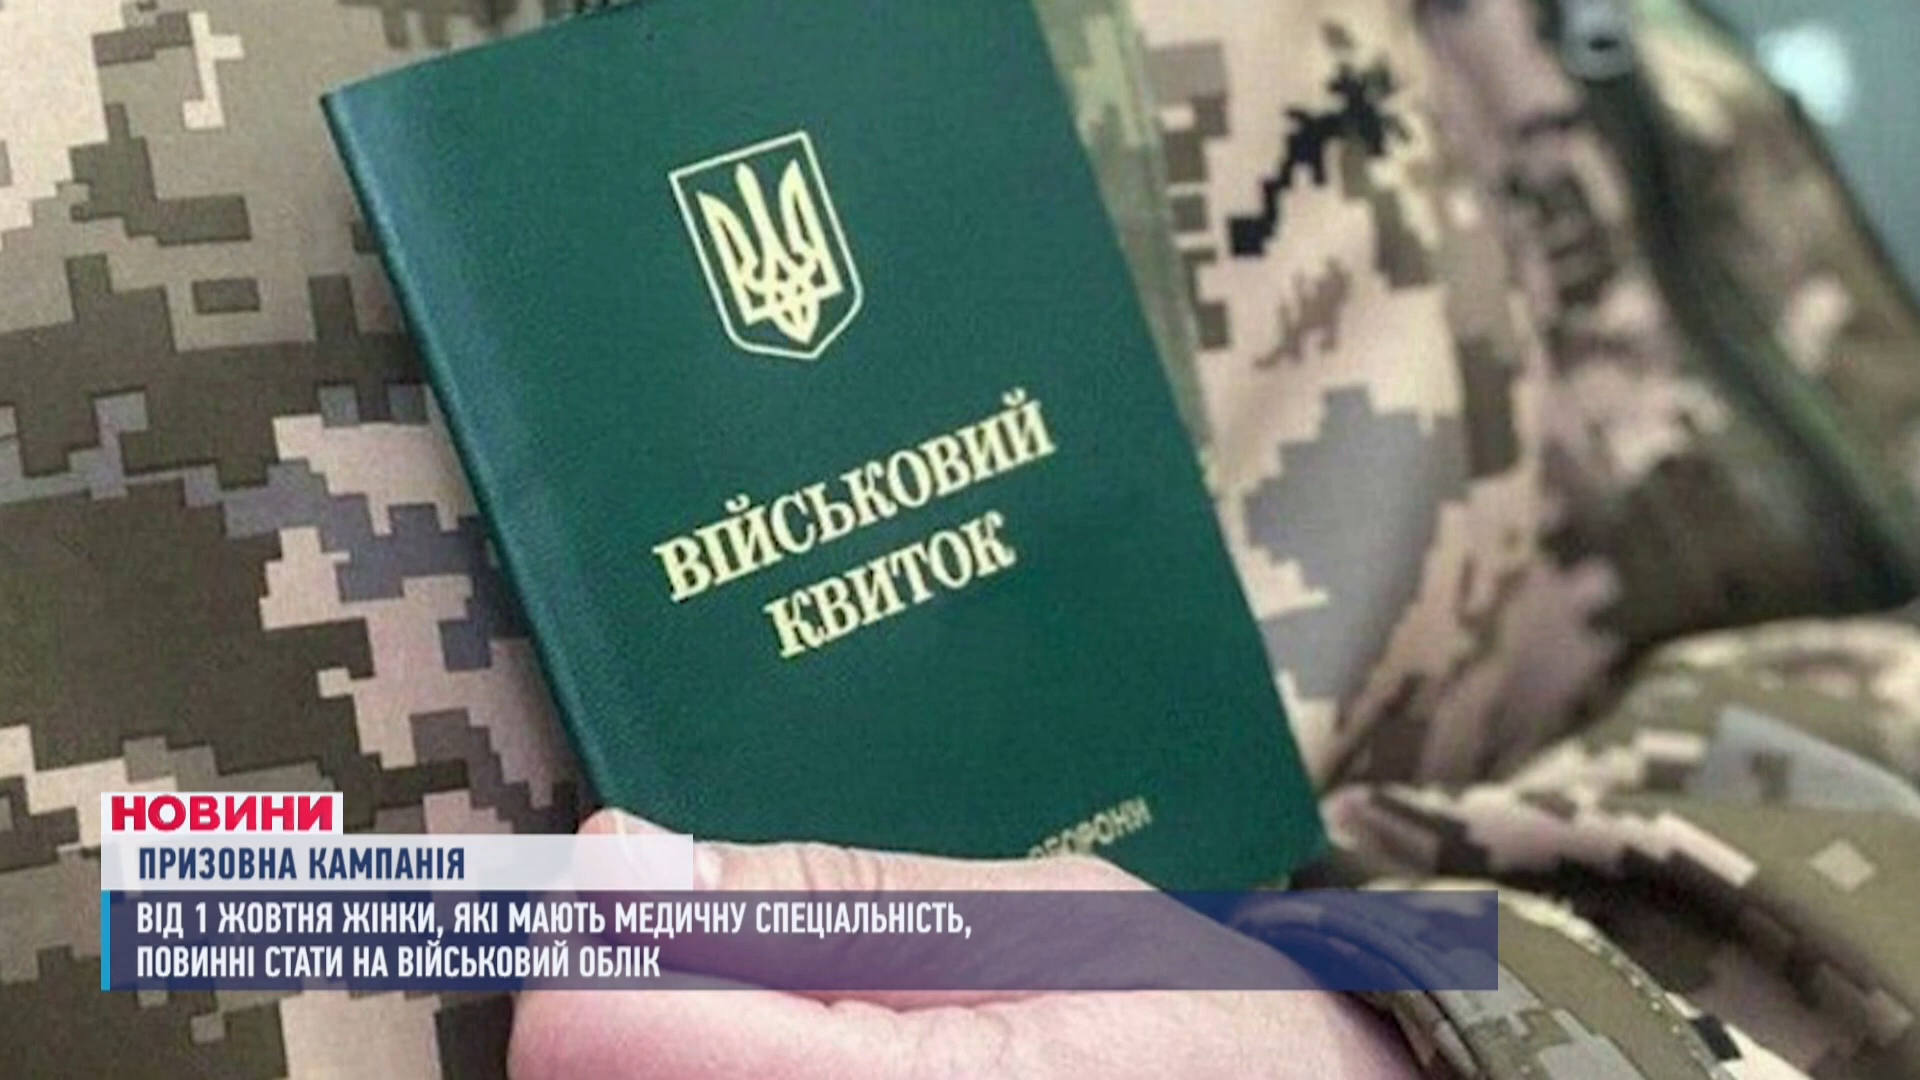 ВІЙСЬКОВИЙ
КВИТОК
ОБОРОНИ
НОВИНИ
ПРИЗОВНА КАМПАНІЯ
ВІД 1 ЖОВТНЯ ЖІНКИ, ЯКІ МАЮТЬ МЕДИЧНУ СПЕЦІАЛЬНІСТЬ,
ПОВИННІ СТАТИ НА ВІЙСЬКОВИЙ ОБЛІК